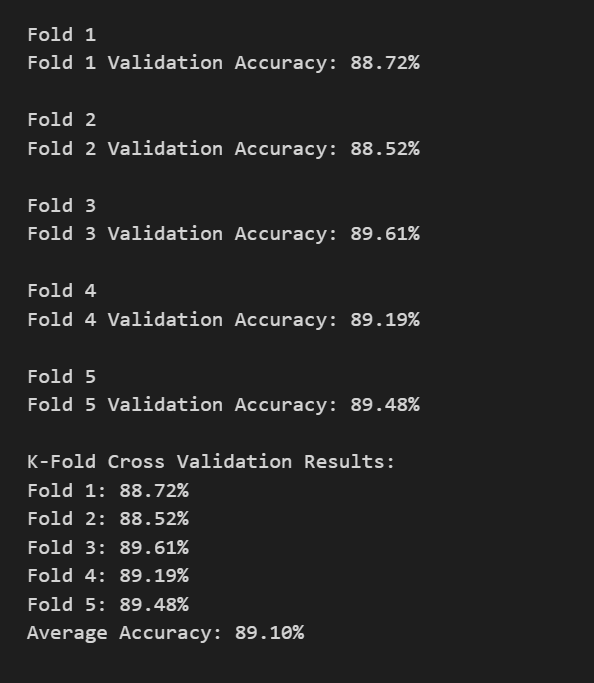 Fold 1
Fold 1 Validation Accuracy: 88.72%
Fold 2
Fold 2 Validation Accuracy: 88.52%
Fold 3
Fold 3 Validation Accuracy: 89.61%
Fold 4
Fold 4 Validation Accuracy: 89.19%
Fold 5
Fold 5 Validation Accuracy: 89.48%
K-Fold Cross Validation Results:
Fold 1: 88.72%
Fold 2: 88.52%
Fold 3: 89.61%
Fold 4: 89.19%
Fold 5: 89.48%
Average Accuracy: 89.10%